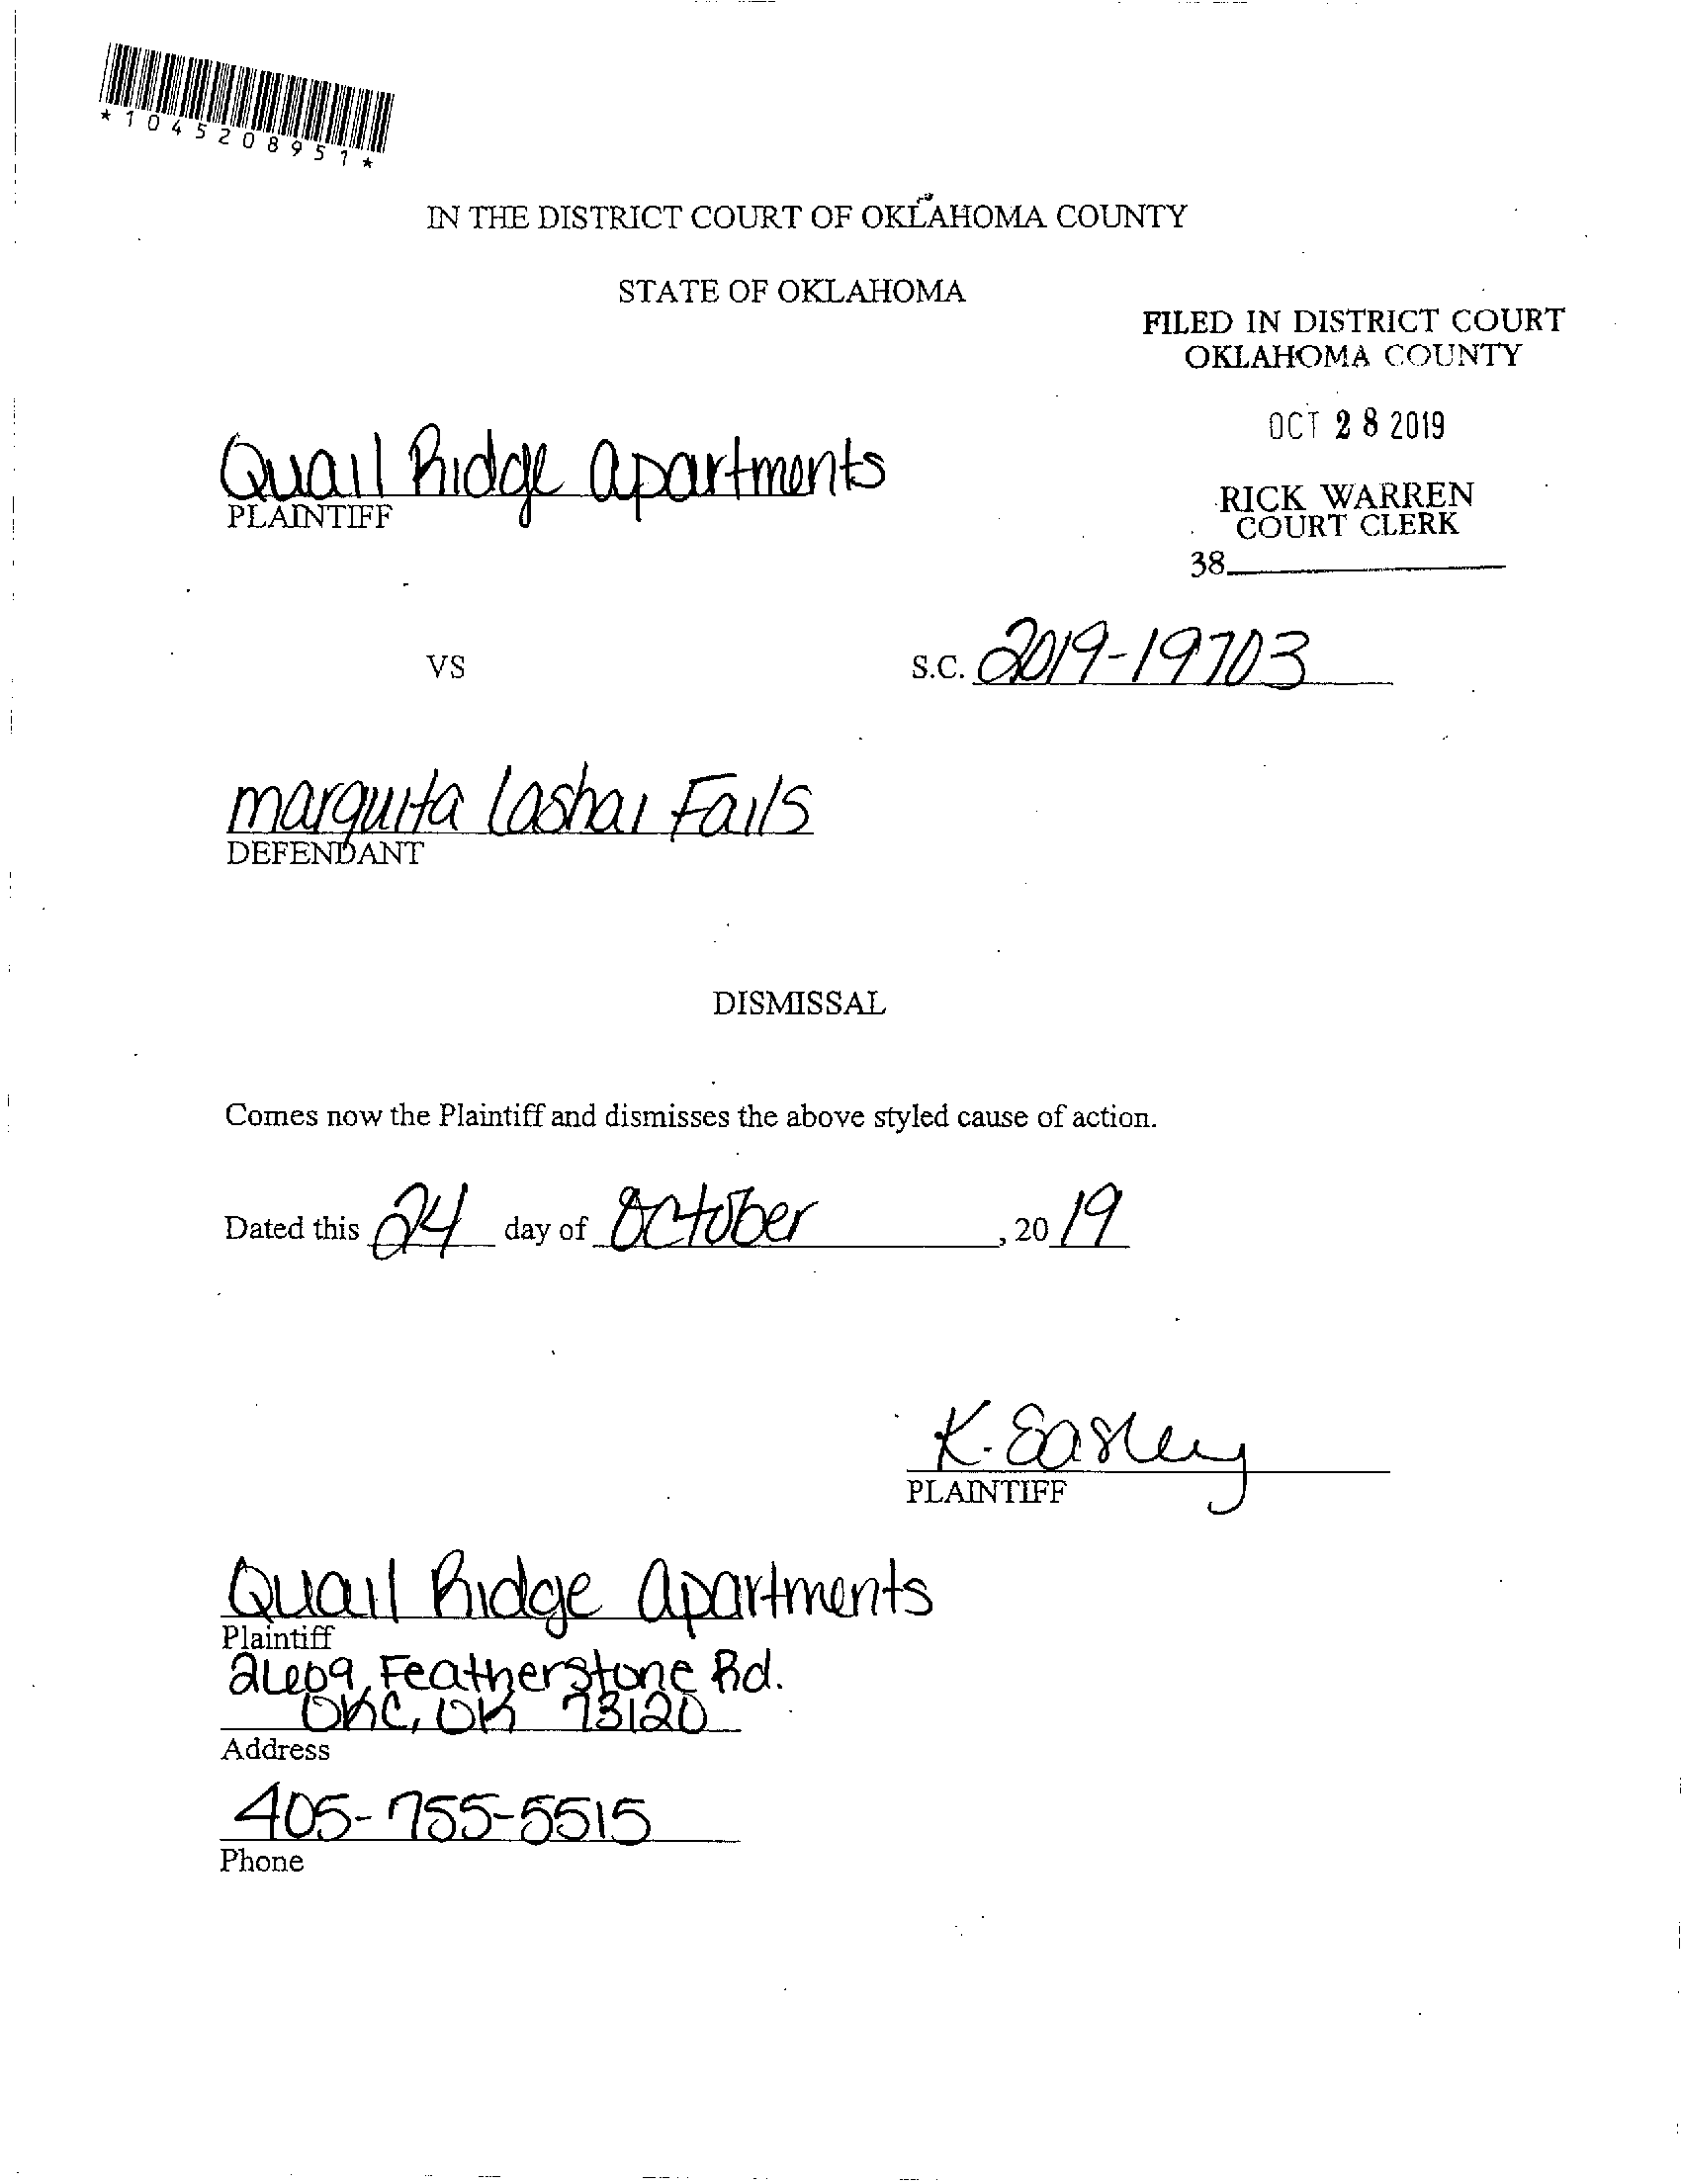 *1045208951*
IN THE DISTRICT COURT OF OKLAHOMA COUNTY
STATE OF OKLAHOMA
FILED IN DISTRICT COURT
OKLAHOMA COUNTY
OCT 28 2019
RICK WARREN
COURT CLERK
38
Quail Ridge Apartments
PLAINTIFF
VS
S.C. 2019-19703
marquita lashai Fails
DEFENDANT
DISMISSAL
Comes now the Plaintiff and dismisses the above styled cause of action.
Dated this 24 day of October, 2019
K. Easley
PLAINTIFF
Quail Ridge Apartments
Plaintiff
2609 Featherstone Rd.
OKC, OK 73120
Address
405-755-5515
Phone